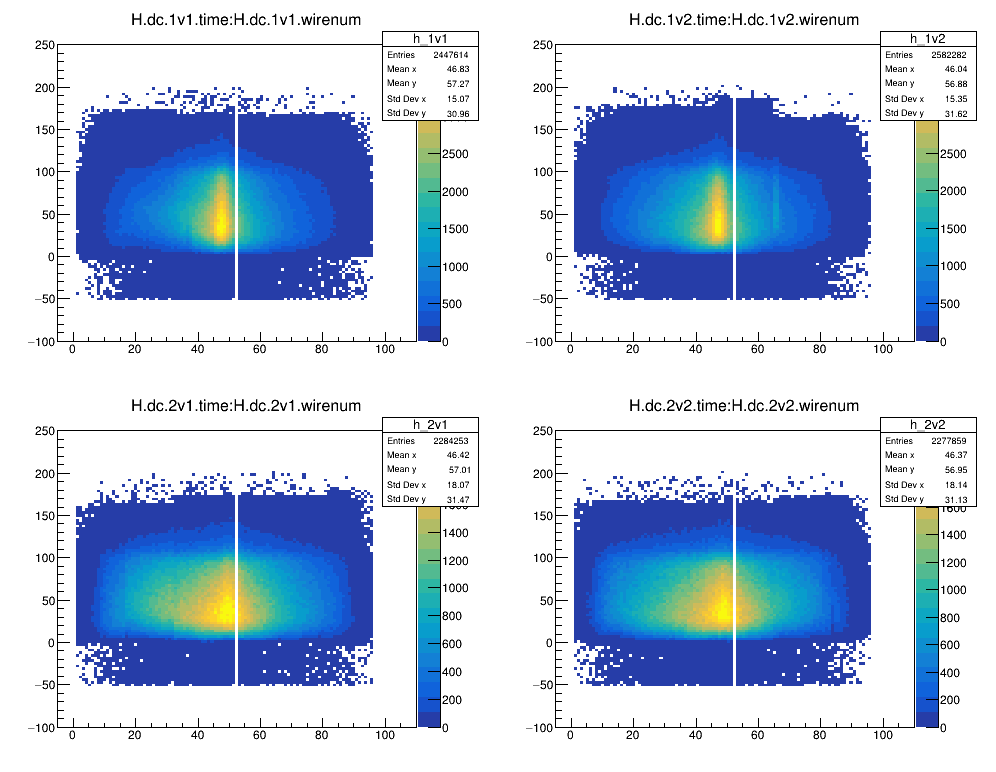 H.dc.1v1.time:H.dc.1v1.wirenum
h_1v1
Entries 2447614
Mean x 46.83
Mean y 57.27
Std Dev x 15.07
Std Dev y 30.96
250
200
150
100
50
0
−50
−100
0 20 40 60 80 100
2500
2000
1500
1000
500
0
H.dc.1v2.time:H.dc.1v2.wirenum
h_1v2
Entries 2582282
Mean x 46.04
Mean y 56.88
Std Dev x 15.35
Std Dev y 31.62
250
200
150
100
50
0
−50
−100
0 20 40 60 80 100
2500
2000
1500
1000
500
0
H.dc.2v1.time:H.dc.2v1.wirenum
h_2v1
Entries 2284253
Mean x 46.42
Mean y 57.01
Std Dev x 18.07
Std Dev y 31.47
250
200
150
100
50
0
−50
−100
0 20 40 60 80 100
1400
1200
1000
800
600
400
200
0
H.dc.2v2.time:H.dc.2v2.wirenum
h_2v2
Entries 2277859
Mean x 46.37
Mean y 56.95
Std Dev x 18.14
Std Dev y 31.13
250
200
150
100
50
0
−50
−100
0 20 40 60 80 100
1600
1400
1200
1000
800
600
400
200
0